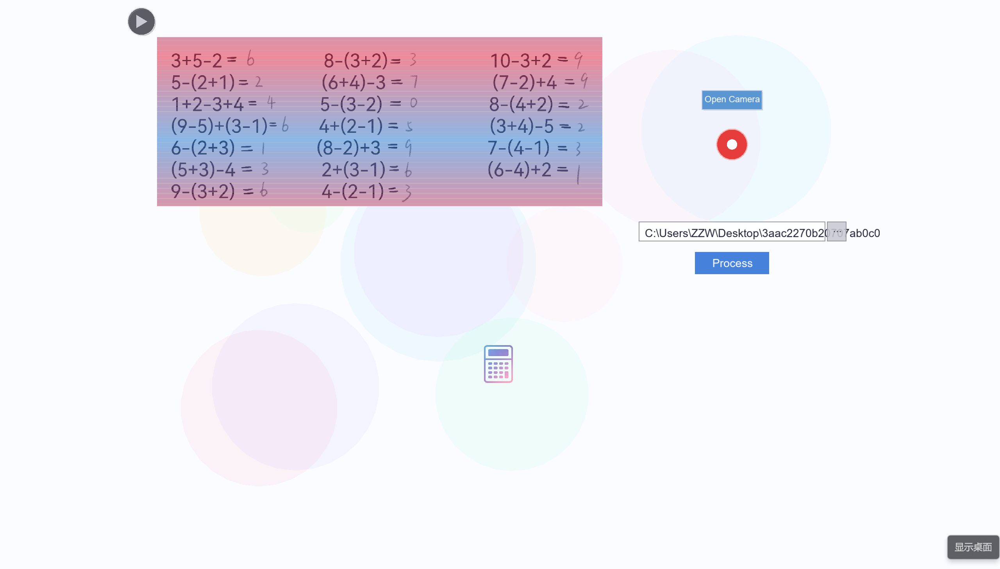 3+5-2 = 6 8-(3+2)= 3 10-3+2 = 9
5-(2+1) = 2 (6+4)-3 = 7 (7-2)+4 = 9
1+2-3+4 = 4 5-(3-2) = 0 8-(4+2) = 2
(9-5)+(3-1)= 6 4+(2-1) = 5 (3+4)-5 = 2
6-(2+3) = 1 (8-2)+3 = 9 7-(4-1) = 3
(5+3)-4 = 3 2+(3-1)= 6 (6-4)+2 = 1
9-(3+2) = 6 4-(2-1) = 3
Open Camera
C:\Users\ZZW\Desktop\3aac2270b20707ab0c0
...
Process
显示桌面